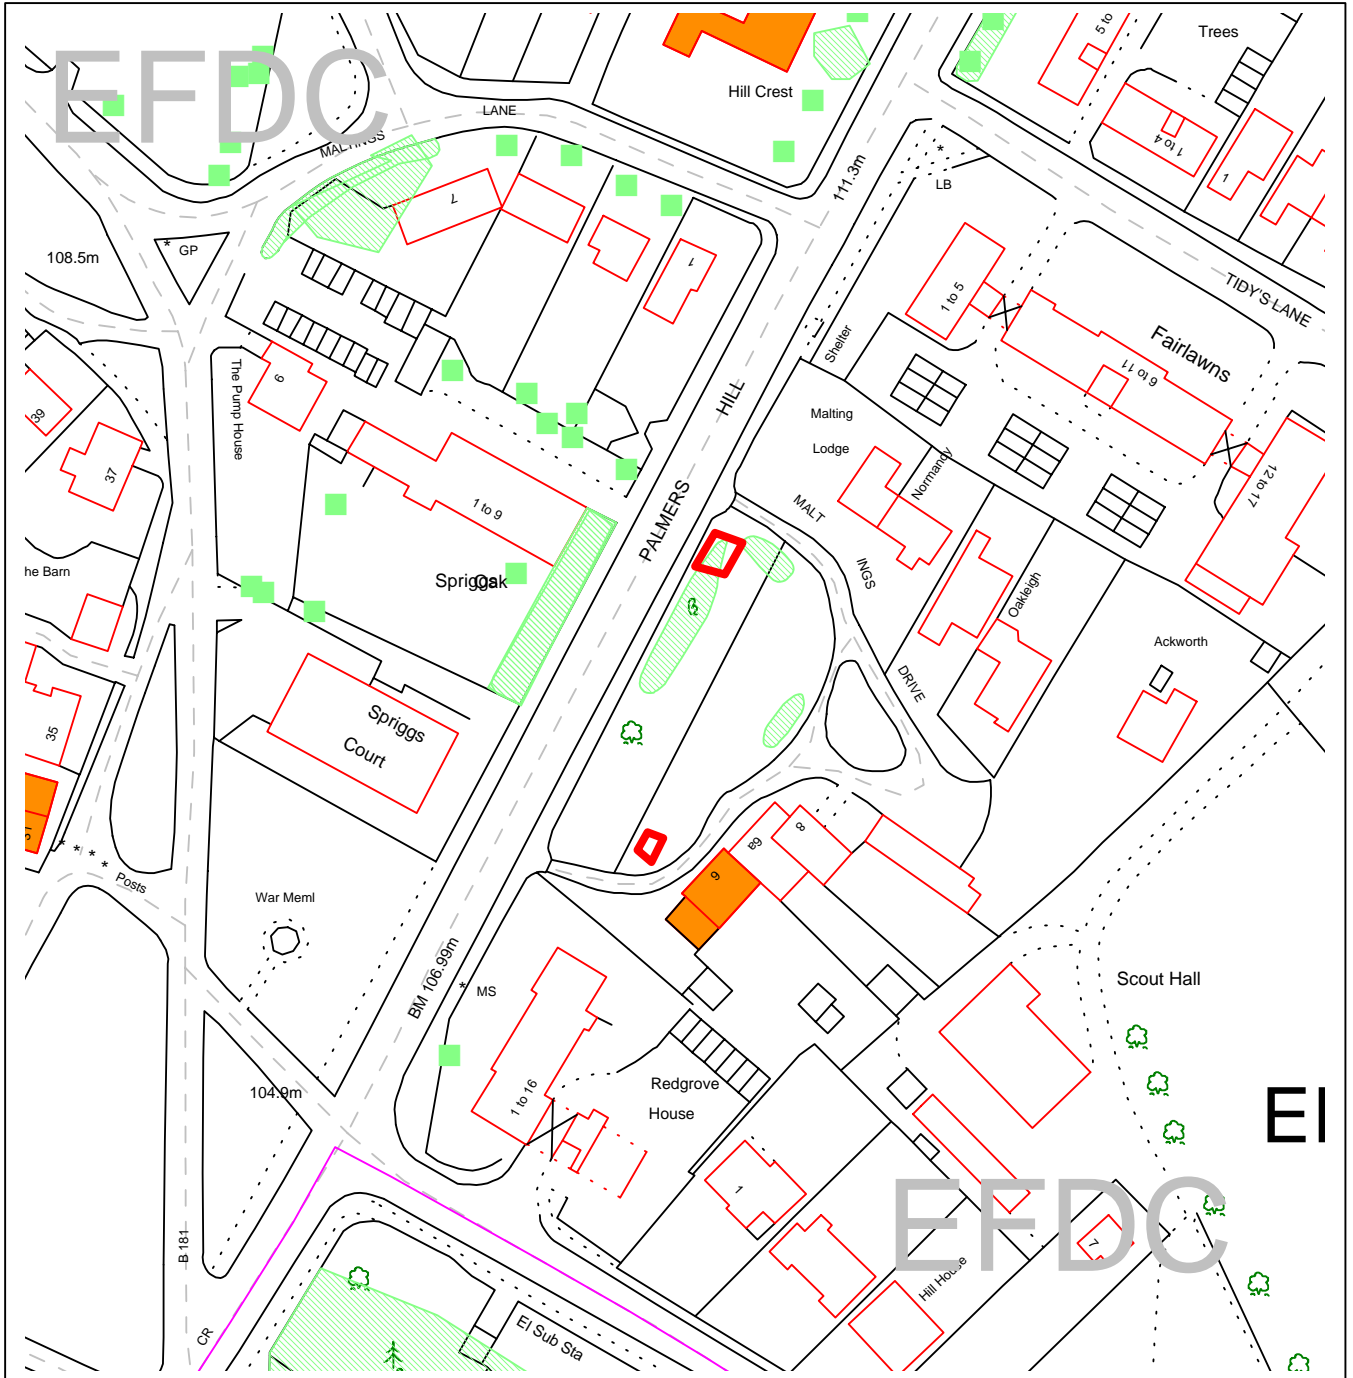 EFDC
Trees
5 to
Hill Crest
LANE
MALTINGS
1 to 4
1
111.3m
LB
7
GP
108.5m
1
1 to 5
TIDY'S LANE
Fairlawns
Shelter
6 to 11
The Pump House
9
39
HILL
Malting
Lodge
Normandy
37
12 to 17
1 to 9
PALMERS
MALT
INGS
DRIVE
he Barn
Spriggs
Oak
Oakleigh
Ackworth
35
Spriggs
Court
31
8
6a
6
Posts
War Meml
BM 106.99m
MS
Scout Hall
104.9m
1 to 16
Redgrove
House
El
1
EFDC
7
Hill House
B 181
CR
El Sub Sta